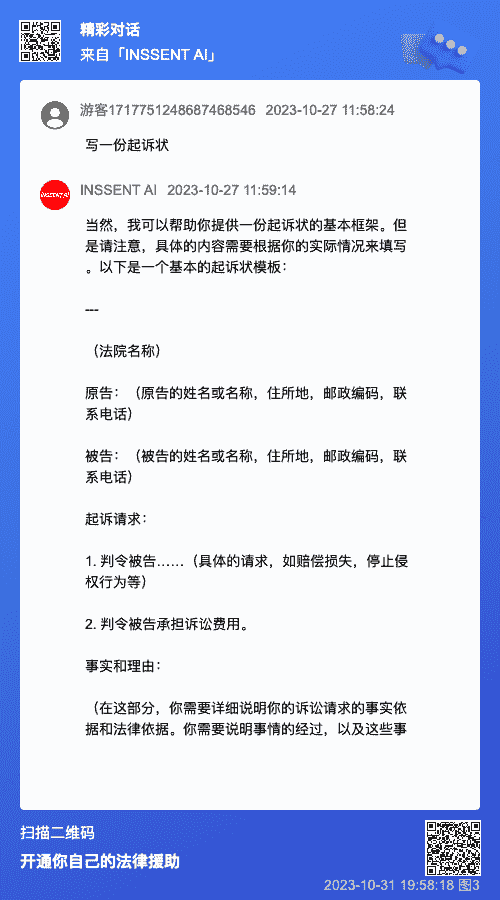 精彩对话
来自「INSSENT AI」
游客1717751248687468546 2023-10-27 11:58:24
写一份起诉状
INSSENT AI
INSSENT AI 2023-10-27 11:59:14
当然，我可以帮助你提供一份起诉状的基本框架。但
是请注意，具体的内容需要根据你的实际情况来填写
。以下是一个基本的起诉状模板：
---
（法院名称）
原告：（原告的姓名或名称，住所地，邮政编码，联
系电话）
被告：（被告的姓名或名称，住所地，邮政编码，联
系电话）
起诉请求：
1. 判令被告……（具体的请求，如赔偿损失，停止侵
权行为等）
2. 判令被告承担诉讼费用。
事实和理由：
（在这部分，你需要详细说明你的诉讼请求的事实依
据和法律依据。你需要说明事情的经过，以及这些事
扫描二维码
开通你自己的法律援助
2023-10-31 19:58:18 图3